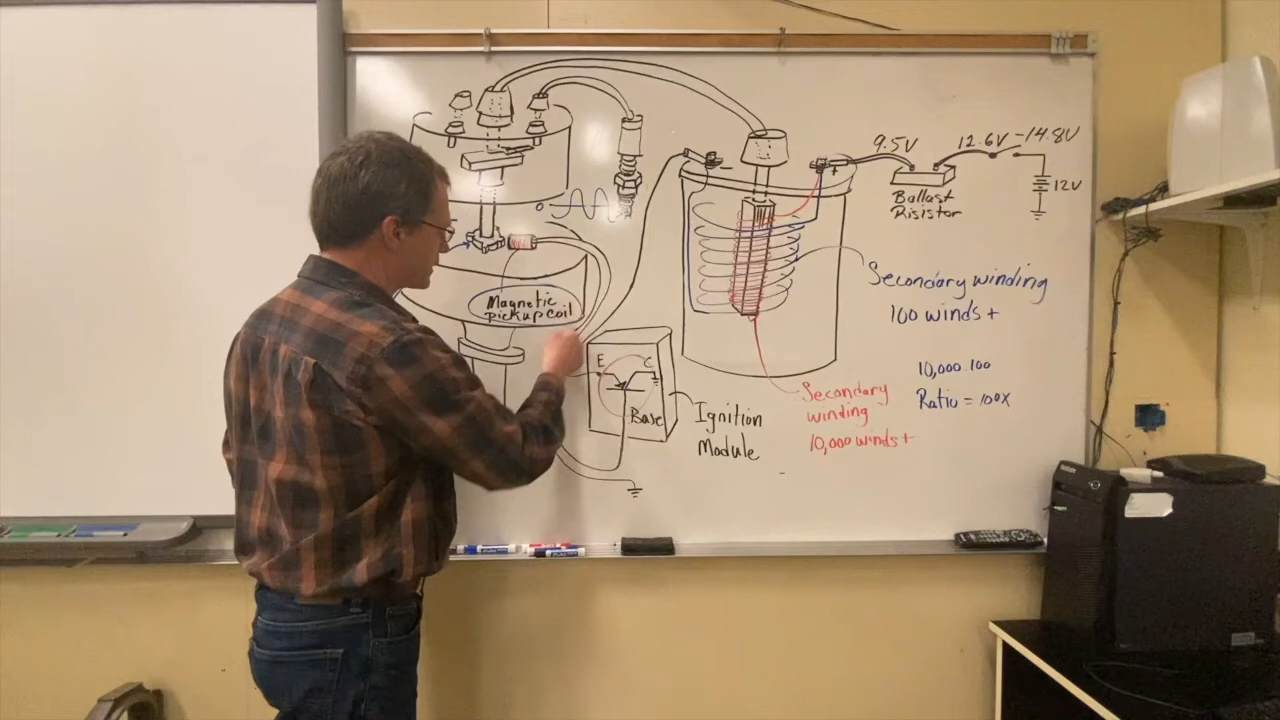 9.5V
12.6V - 14.8V
12V
Ballast
Risistor
-
+
0
Magnetic
pickup coil
E
C
Base
Ignition
Module
Secondary winding
100 winds +
10,000:100
Ratio = 100x
Secondary
winding
10,000 winds +